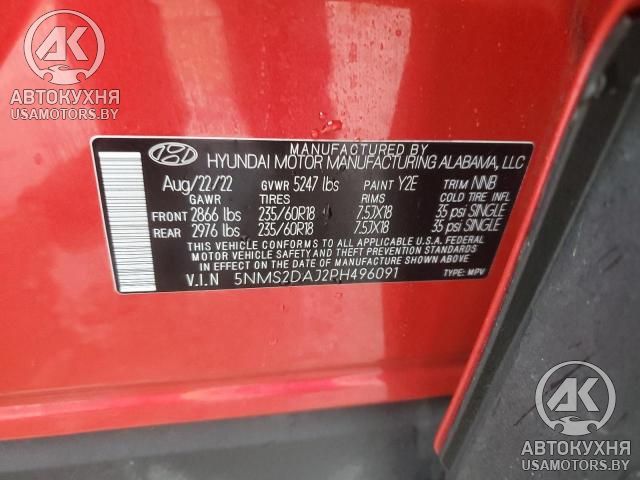 AK
АВТОКУХНЯ
USAMOTORS.BY
MANUFACTURED BY
HYUNDAI MOTOR MANUFACTURING ALABAMA, LLC
Aug/22/22 GVWR 5247 lbs PAINT Y2E TRIM NNB
GAWR TIRES RIMS COLD TIRE INFL
FRONT 2866 lbs 235/60R18 7.5JX18 35 psi SINGLE
REAR 2976 lbs 235/60R18 7.5JX18 35 psi SINGLE
THIS VEHICLE CONFORMS TO ALL APPLICABLE U.S.A. FEDERAL
MOTOR VEHICLE SAFETY AND THEFT PREVENTION STANDARDS
IN EFFECT ON THE DATE OF MANUFACTURE SHOWN ABOVE
V.I.N 5NMS2DAJ2PH496091 TYPE: MPV
AK
АВТОКУХНЯ
USAMOTORS.BY